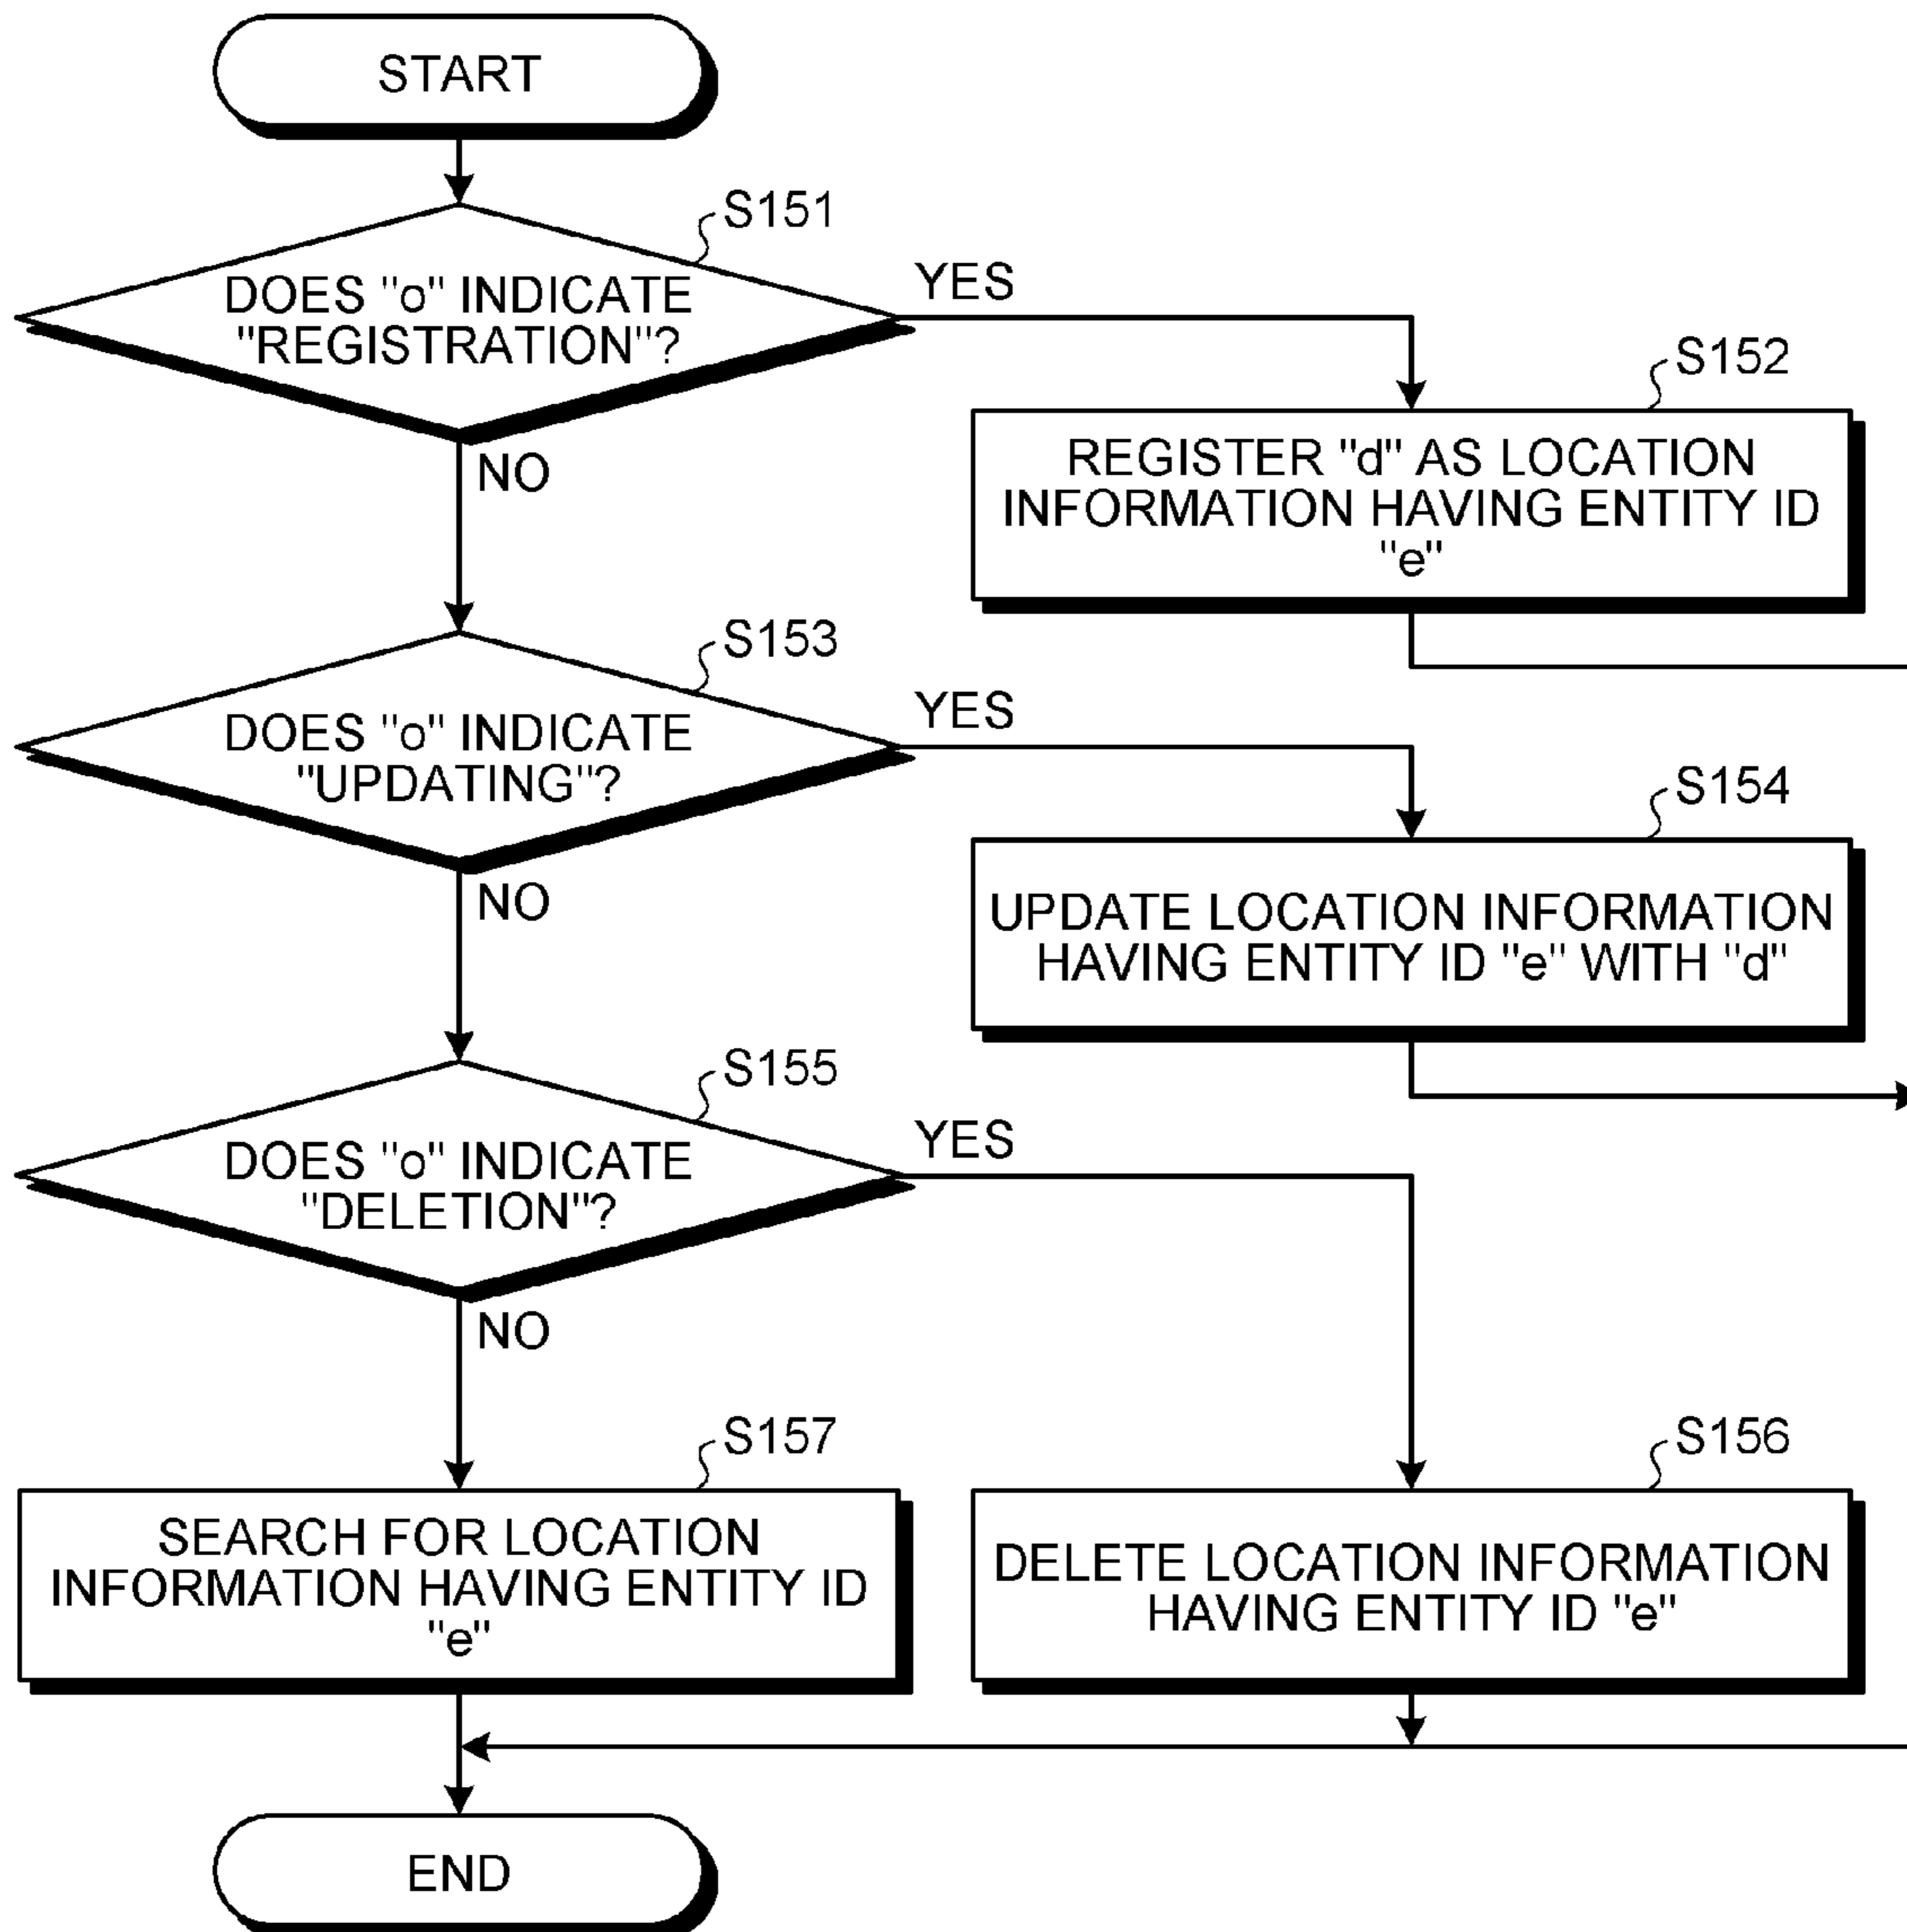 START
S151
DOES "o" INDICATE
"REGISTRATION"?
YES
NO
S152
REGISTER "d" AS LOCATION
INFORMATION HAVING ENTITY ID
"e"
S153
DOES "o" INDICATE
"UPDATING"?
YES
NO
S154
UPDATE LOCATION INFORMATION
HAVING ENTITY ID "e" WITH "d"
S155
DOES "o" INDICATE
"DELETION"?
YES
NO
S157
SEARCH FOR LOCATION
INFORMATION HAVING ENTITY ID
"e"
S156
DELETE LOCATION INFORMATION
HAVING ENTITY ID "e"
END